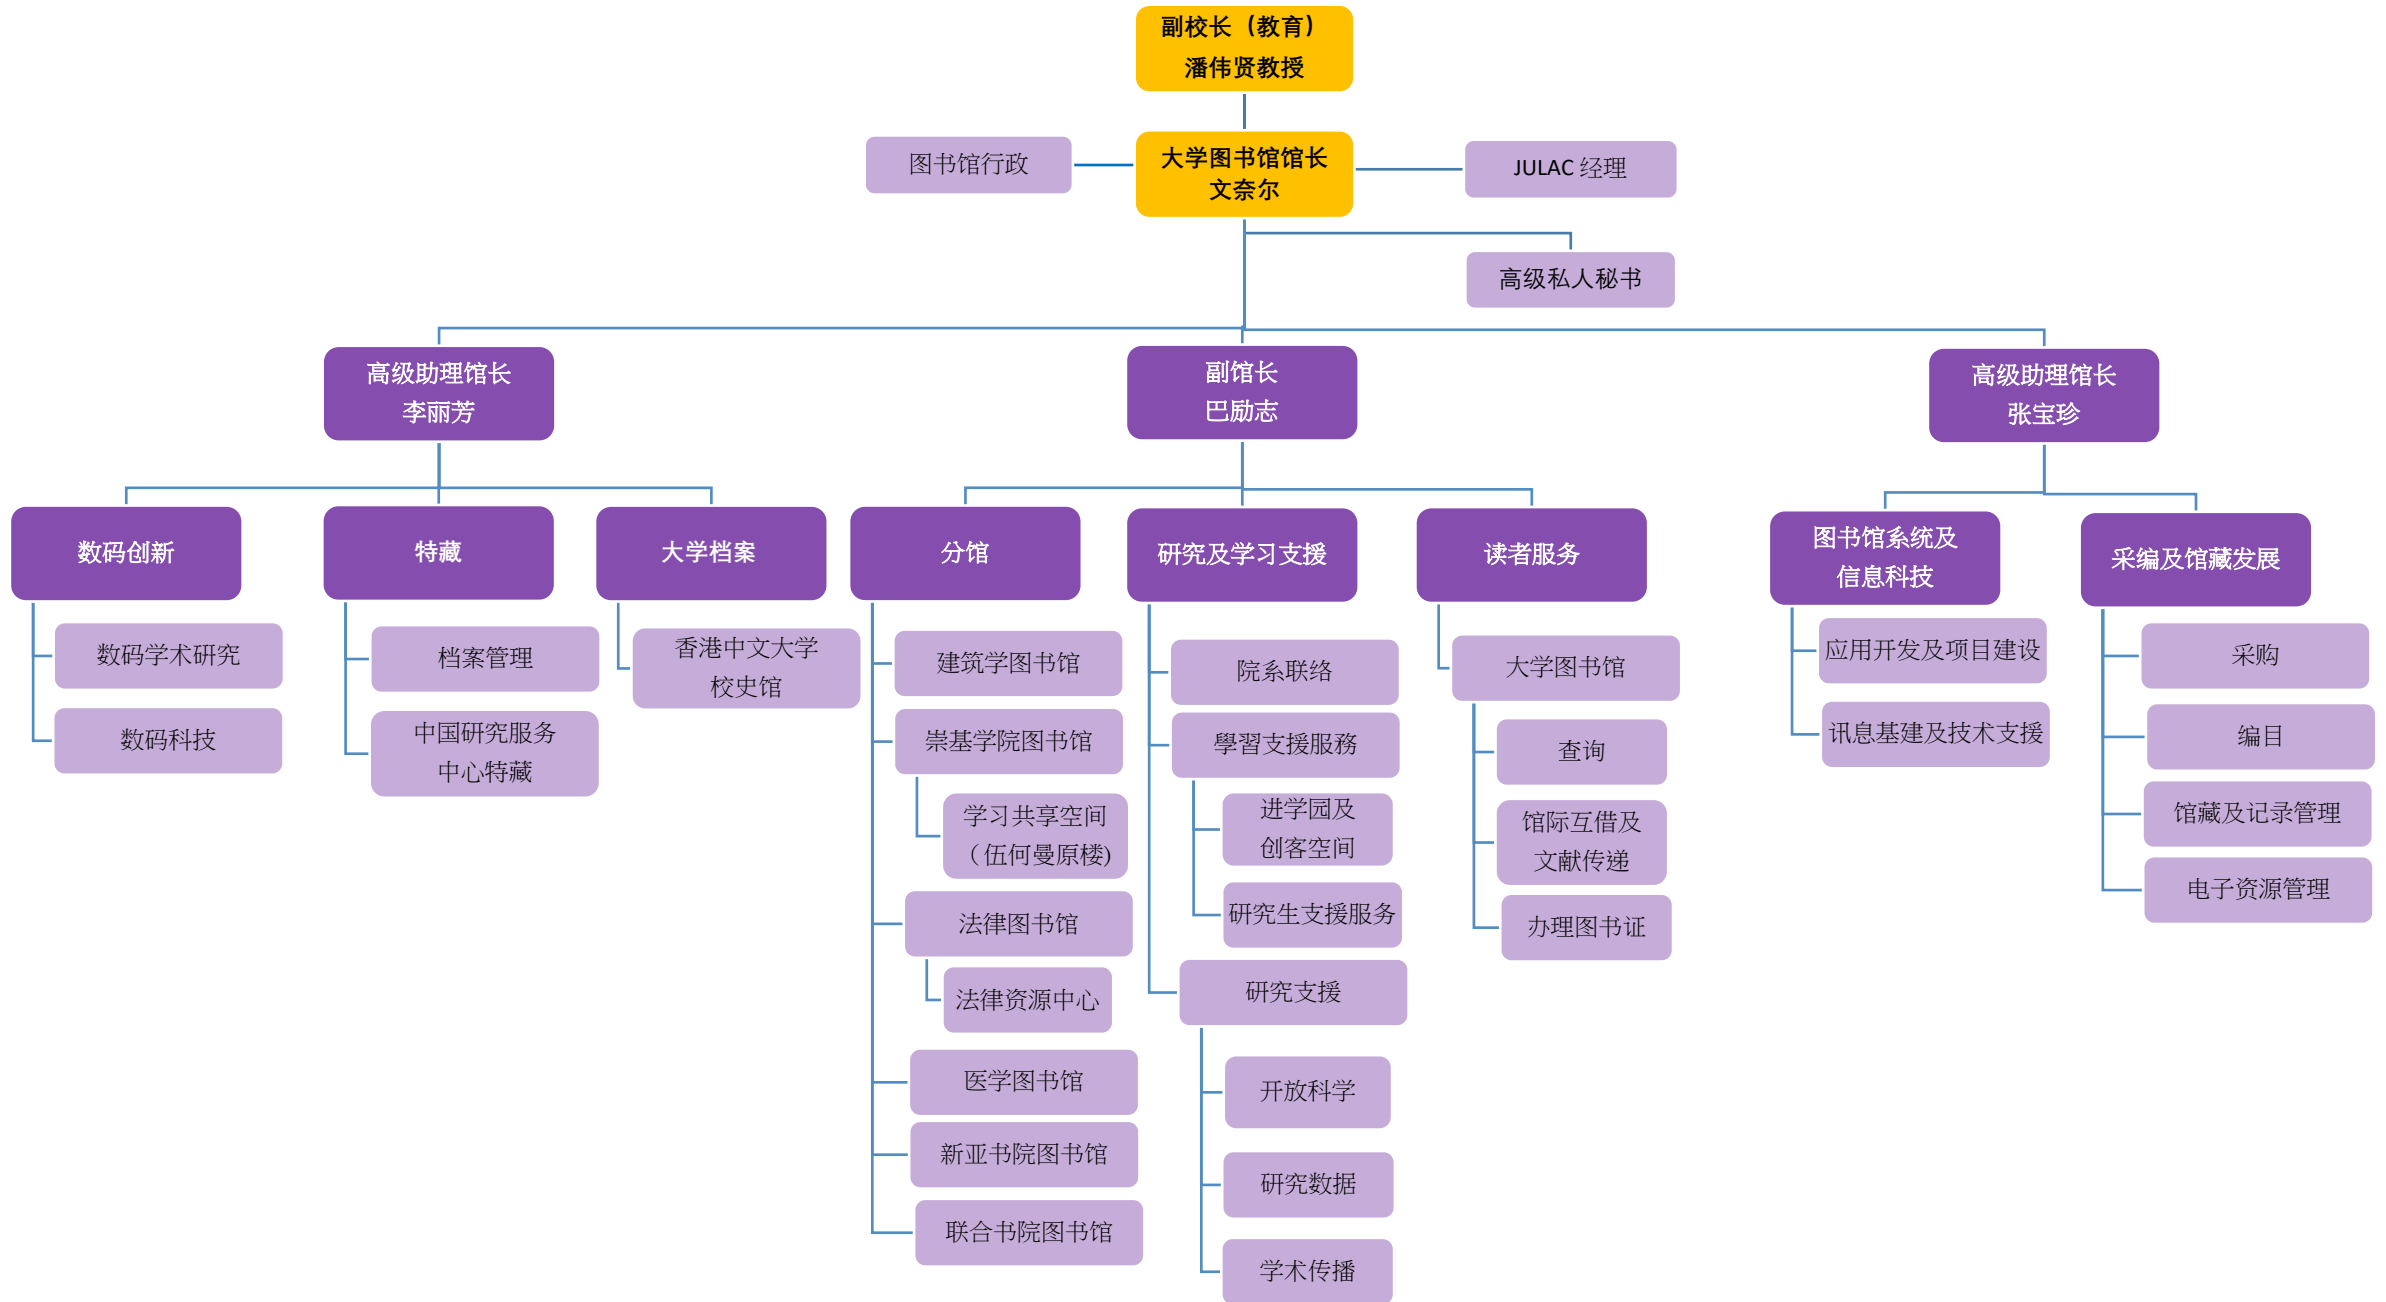 副校长（教育）
潘伟贤教授
图书馆行政
大学图书馆馆长
文奈尔
JULAC 经理
高级私人秘书
高级助理馆长
李丽芳
副馆长
巴励志
高级助理馆长
张宝珍
数码创新
特藏
大学档案
分馆
研究及学习支援
读者服务
图书馆系统及
信息科技
采编及馆藏发展
数码学术研究
数码科技
档案管理
中国研究服务
中心特藏
香港中文大学
校史馆
建筑学图书馆
崇基学院图书馆
学习共享空间
（伍何曼原楼)
法律图书馆
法律资源中心
医学图书馆
新亚书院图书馆
联合书院图书馆
院系联络
學習支援服務
进学园及
创客空间
研究生支援服务
研究支援
开放科学
研究数据
学术传播
大学图书馆
查询
馆际互借及
文献传递
办理图书证
应用开发及项目建设
讯息基建及技术支援
采购
编目
馆藏及记录管理
电子资源管理